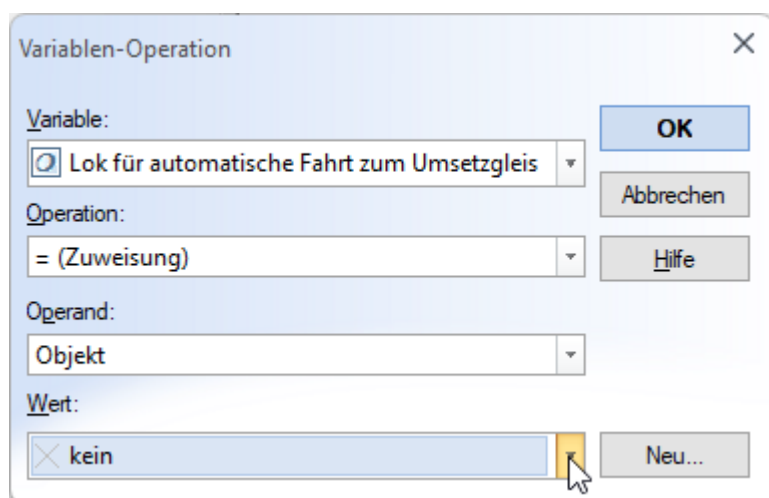 Variablen-Operation
Variable:
Lok für automatische Fahrt zum Umsetzgleis
OK
Abbrechen
Operation:
= (Zuweisung)
Hilfe
Operand:
Objekt
Wert:
kein
Neu...